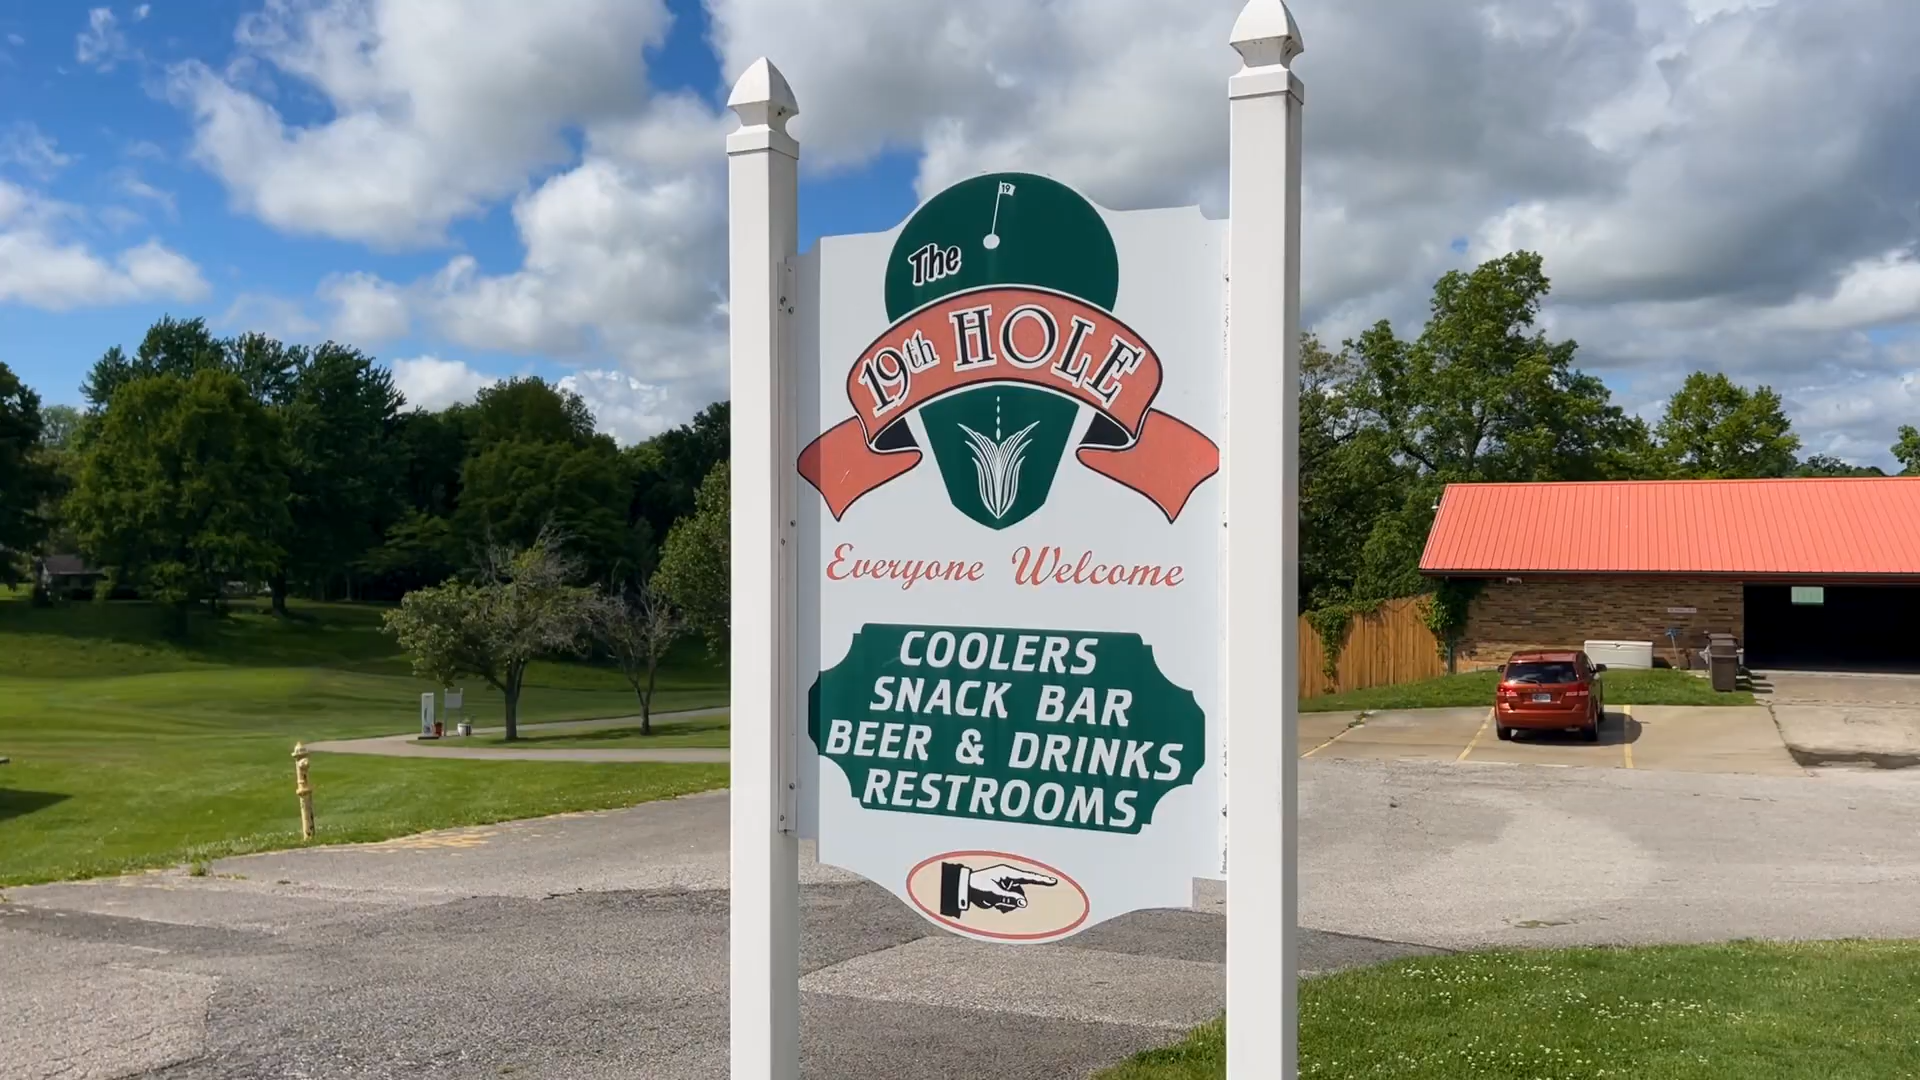 19
The
19th HOLE
Everyone Welcome
COOLERS
SNACK BAR
BEER & DRINKS
RESTROOMS